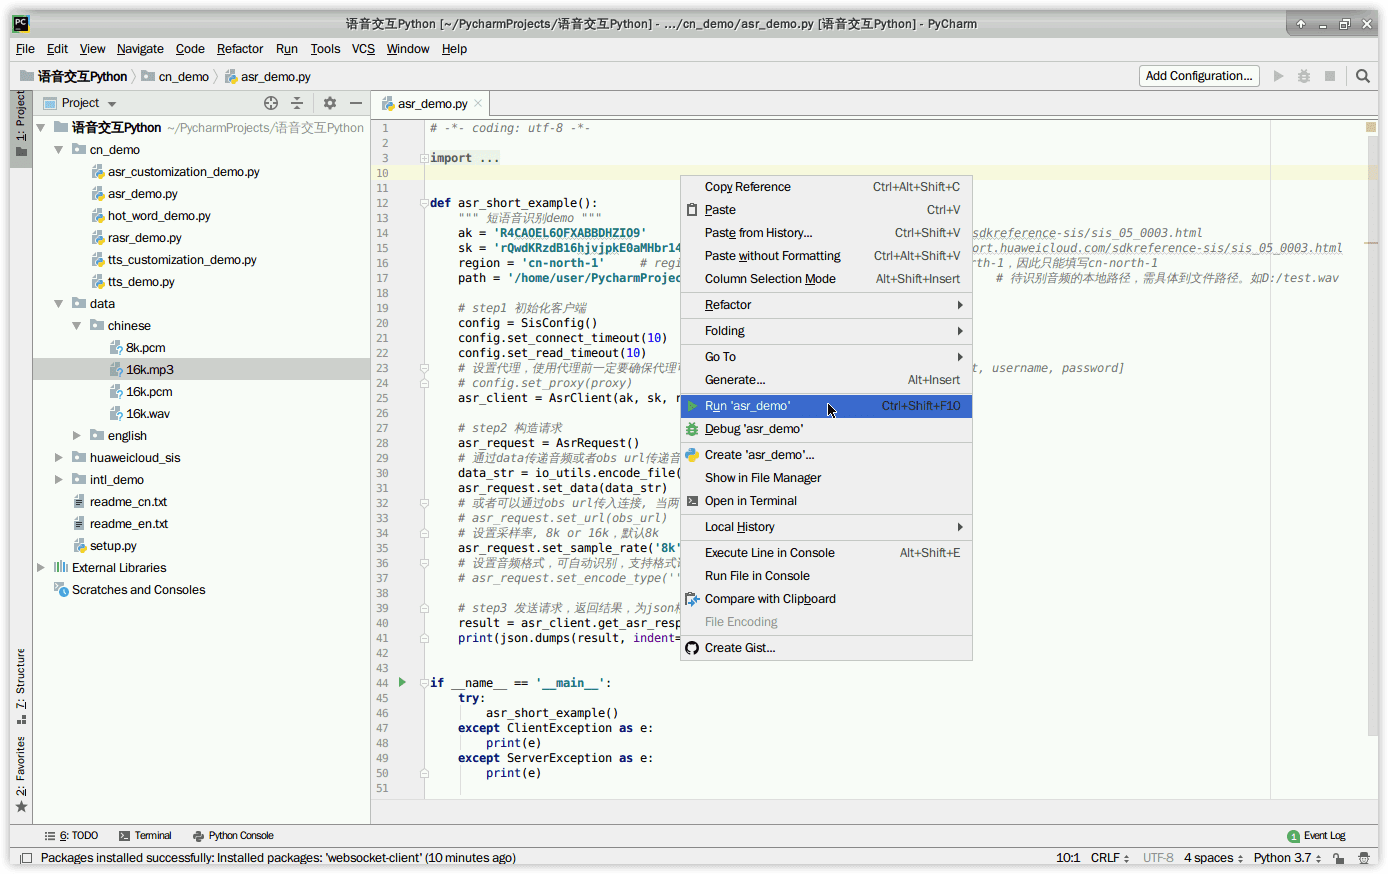 语音交互Python [~/PycharmProjects/语音交互Python] - .../cn_demo/asr_demo.py [语音交互Python] - PyCharm
File Edit View Navigate Code Refactor Run Tools VCS Window Help
语音交互Python cn_demo asr_demo.py Add Configuration...
1: Project
Project
语音交互Python ~/PycharmProjects/语音交互Python
cn_demo
asr_customization_demo.py
asr_demo.py
hot_word_demo.py
rasr_demo.py
tts_customization_demo.py
tts_demo.py
data
chinese
8k.pcm
16k.mp3
16k.pcm
16k.wav
english
huaweicloud_sis
intl_demo
readme_cn.txt
readme_en.txt
setup.py
External Libraries
Scratches and Consoles
7: Structure
2: Favorites
asr_demo.py
1 # -*- coding: utf-8 -*-
2
3 import ...
10
11
12 def asr_short_example():
13 """ 短语音识别demo """
14 ak = 'R4CAOEL6OFXABBDHZIO9' sdkreference-sis/sis_05_0003.html
15 sk = 'rQwdKRzdB16hjvjpkE0aMHbr14 ort.huaweicloud.com/sdkreference-sis/sis_05_0003.html
16 region = 'cn-north-1' # regi rth-1，因此只能填写cn-north-1
17 path = '/home/user/PycharmProjec # 待识别音频的本地路径，需具体到文件路径。如D:/test.wav
18
19 # step1 初始化客户端
20 config = SisConfig()
21 config.set_connect_timeout(10)
22 config.set_read_timeout(10)
23 # 设置代理，使用代理前一定要确保代理可 t, username, password]
24 # config.set_proxy(proxy)
25 asr_client = AsrClient(ak, sk, r
26
27 # step2 构造请求
28 asr_request = AsrRequest()
29 # 通过data传递音频或者obs url传递音
30 data_str = io_utils.encode_file(
31 asr_request.set_data(data_str)
32 # 或者可以通过obs url传入连接, 当两
33 # asr_request.set_url(obs_url)
34 # 设置采样率, 8k or 16k，默认8k
35 asr_request.set_sample_rate('8k'
36 # 设置音频格式，可自动识别，支持格式
37 # asr_request.set_encode_type(''
38
39 # step3 发送请求，返回结果，为json格
40 result = asr_client.get_asr_resp
41 print(json.dumps(result, indent=
42
43
44 if __name__ == '__main__':
45 try:
46 asr_short_example()
47 except ClientException as e:
48 print(e)
49 except ServerException as e:
50 print(e)
51
Copy Reference Ctrl+Alt+Shift+C
Paste Ctrl+V
Paste from History... Ctrl+Shift+V
Paste without Formatting Ctrl+Alt+Shift+V
Column Selection Mode Alt+Shift+Insert
Refactor
Folding
Go To
Generate... Alt+Insert
Run 'asr_demo' Ctrl+Shift+F10
Debug 'asr_demo'
Create 'asr_demo'...
Show in File Manager
Open in Terminal
Local History
Execute Line in Console Alt+Shift+E
Run File in Console
Compare with Clipboard
File Encoding
Create Gist...
6: TODO Terminal Python Console 1 Event Log
Packages installed successfully: Installed packages: 'websocket-client' (10 minutes ago) 10:1 CRLF UTF-8 4 spaces Python 3.7